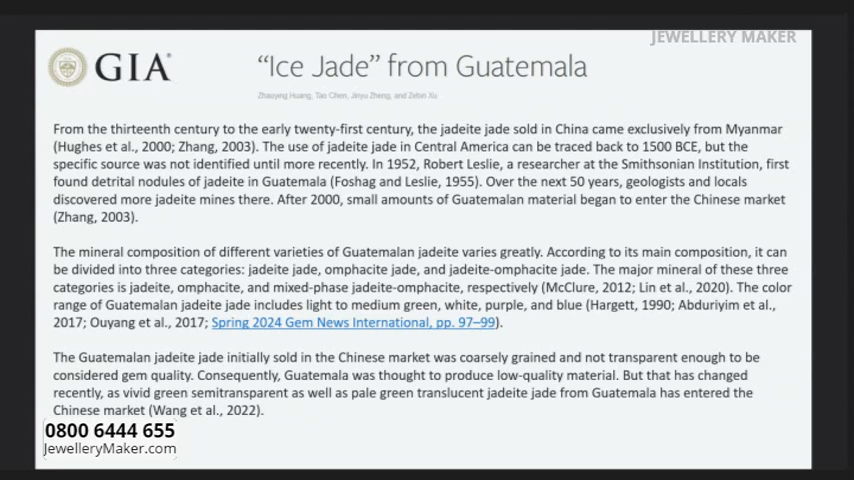 JEWELLERY MAKER
GIA
"Ice Jade" from Guatemala
Zhaoying Huang, Tao Chen, Jinyu Zheng, and Zebin Xu
From the thirteenth century to the early twenty-first century, the jadeite jade sold in China came exclusively from Myanmar
(Hughes et al., 2000; Zhang, 2003). The use of jadeite jade in Central America can be traced back to 1500 BCE, but the
specific source was not identified until more recently. In 1952, Robert Leslie, a researcher at the Smithsonian Institution, first
found detrital nodules of jadeite in Guatemala (Foshag and Leslie, 1955). Over the next 50 years, geologists and locals
discovered more jadeite mines there. After 2000, small amounts of Guatemalan material began to enter the Chinese market
(Zhang, 2003).
The mineral composition of different varieties of Guatemalan jadeite varies greatly. According to its main composition, it can
be divided into three categories: jadeite jade, omphacite jade, and jadeite-omphacite jade. The major mineral of these three
categories is jadeite, omphacite, and mixed-phase jadeite-omphacite, respectively (McClure, 2012; Lin et al., 2020). The color
range of Guatemalan jadeite jade includes light to medium green, white, purple, and blue (Hargett, 1990; Abduriyim et al.,
2017; Ouyang et al., 2017; Spring 2024 Gem News International, pp. 97–99).
The Guatemalan jadeite jade initially sold in the Chinese market was coarsely grained and not transparent enough to be
considered gem quality. Consequently, Guatemala was thought to produce low-quality material. But that has changed
recently, as vivid green semitransparent as well as pale green translucent jadeite jade from Guatemala has entered the
Chinese market (Wang et al., 2022).
0800 6444 655
JewelleryMaker.com